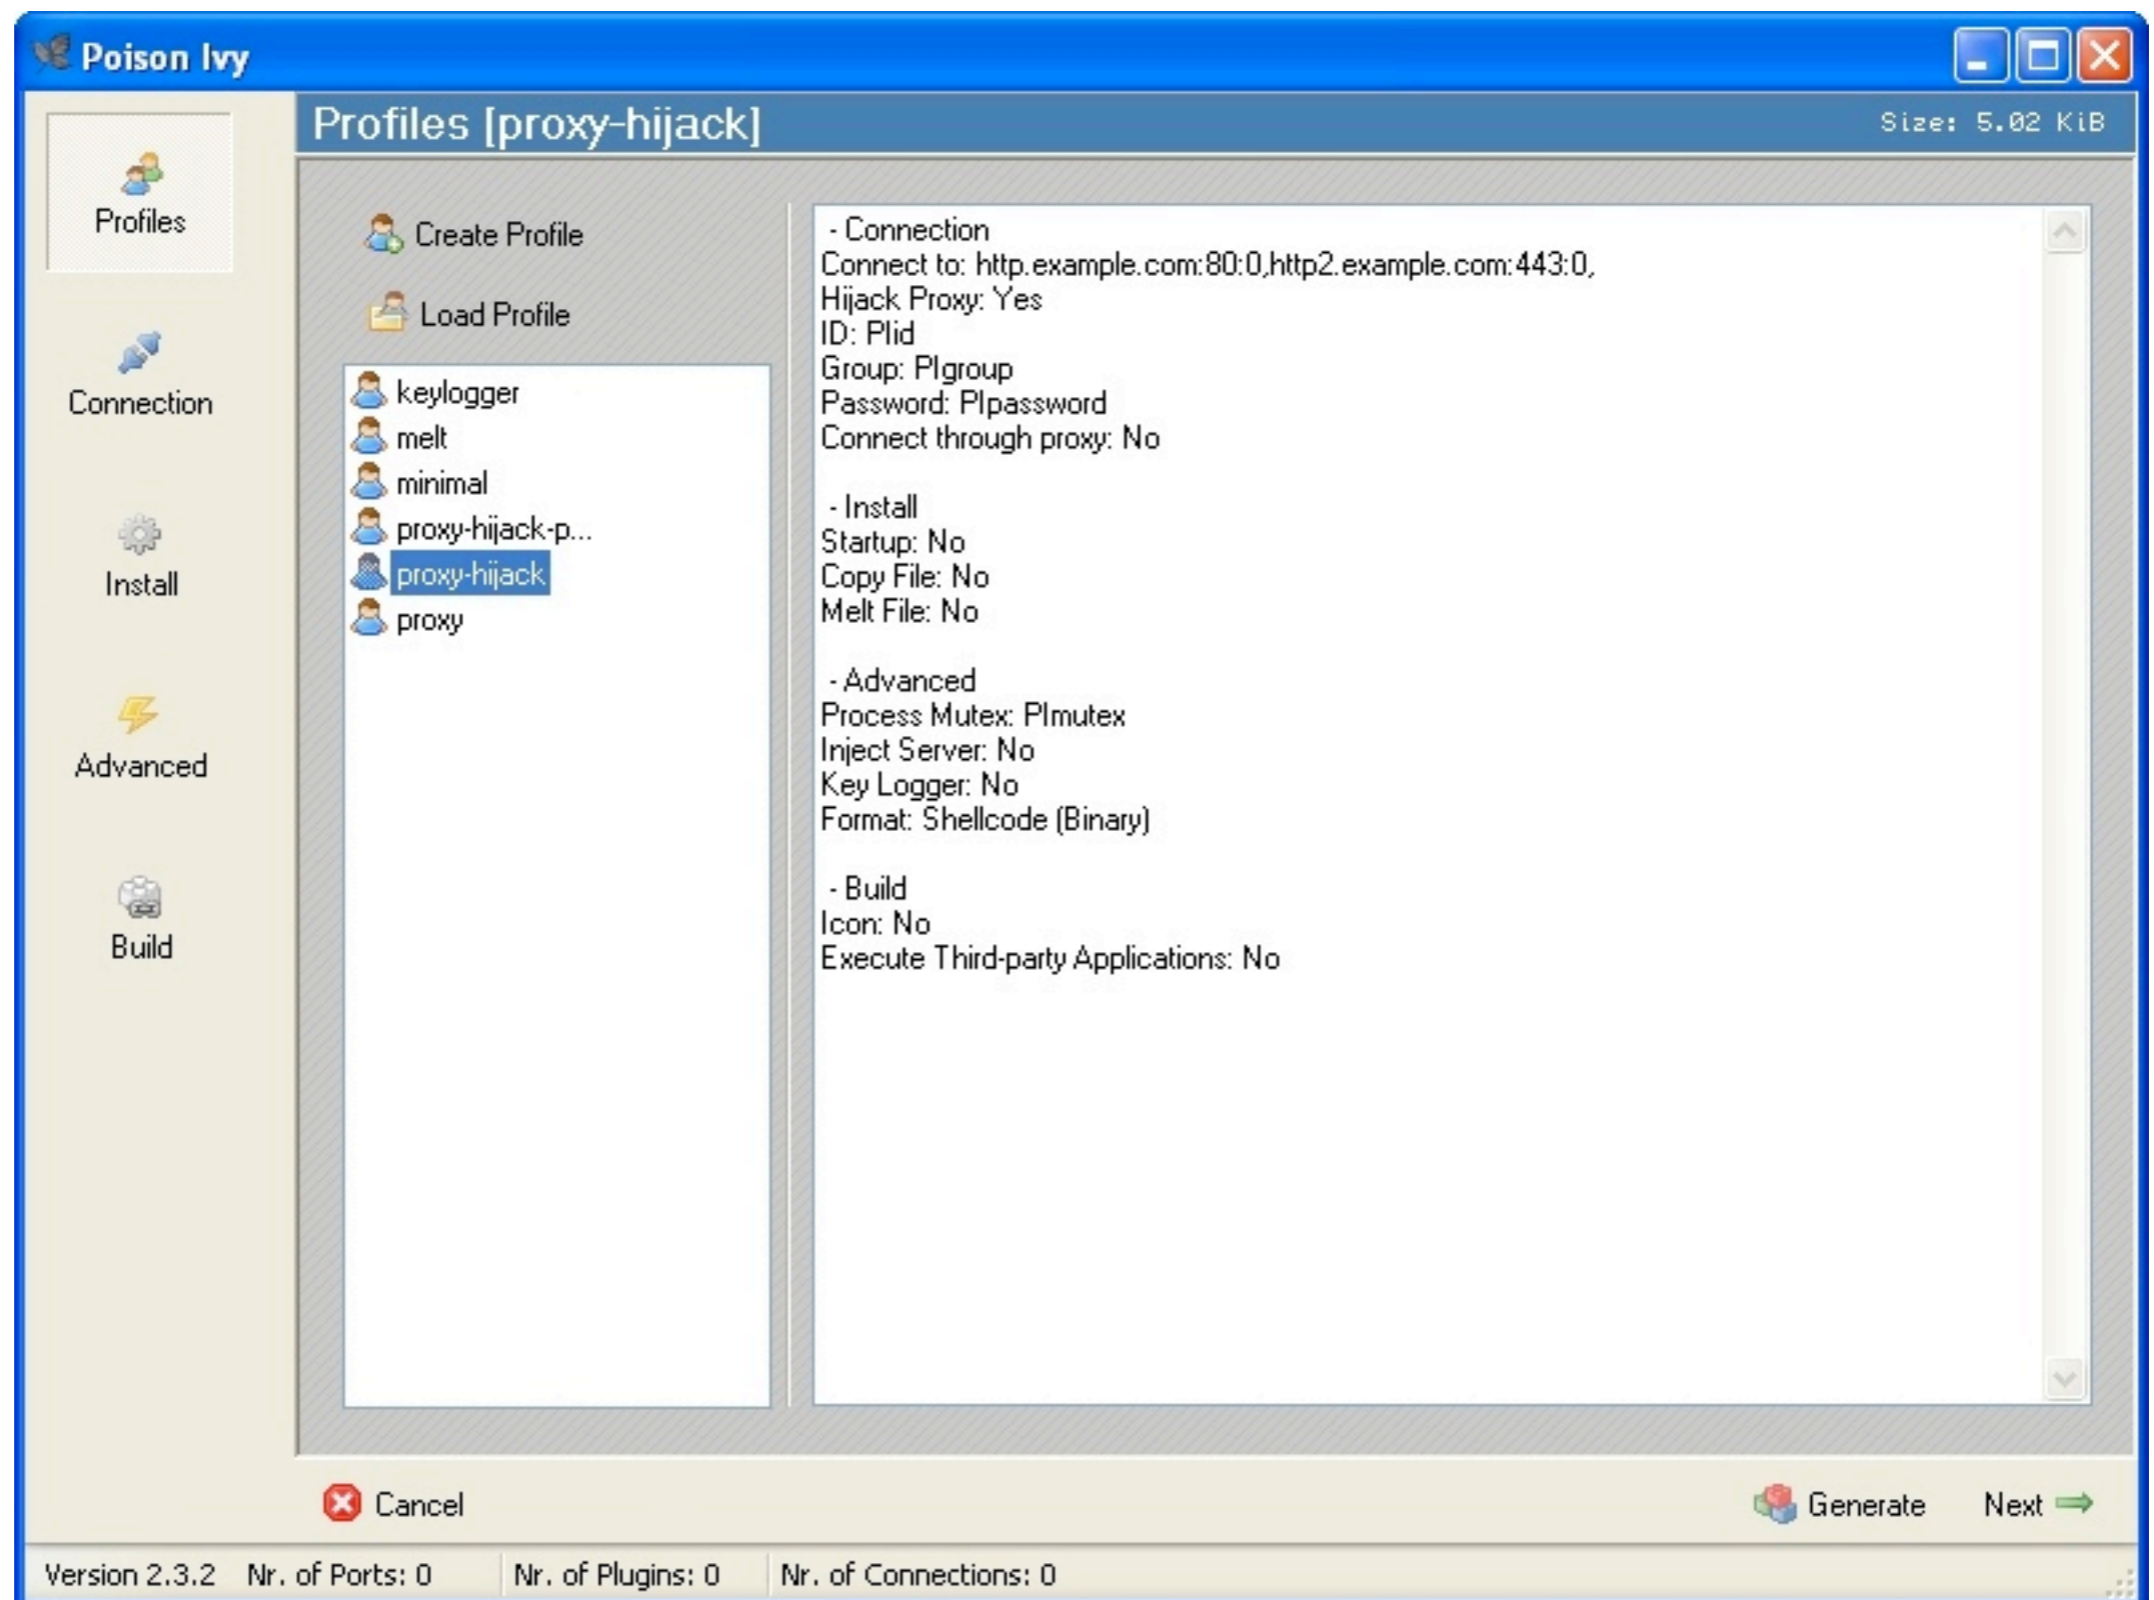 Poison Ivy
Profiles [proxy-hijack]
Size: 5.02 KiB
Profiles
Connection
Install
Advanced
Build
Create Profile
Load Profile
keylogger
melt
minimal
proxy-hijack-p...
proxy-hijack
proxy
- Connection
Connect to: http.example.com:80:0,http2.example.com:443:0,
Hijack Proxy: Yes
ID: PIid
Group: PIgroup
Password: PIpassword
Connect through proxy: No
- Install
Startup: No
Copy File: No
Melt File: No
- Advanced
Process Mutex: PImutex
Inject Server: No
Key Logger: No
Format: Shellcode (Binary)
- Build
Icon: No
Execute Third-party Applications: No
Cancel
Generate
Next
Version 2.3.2 Nr. of Ports: 0 Nr. of Plugins: 0 Nr. of Connections: 0